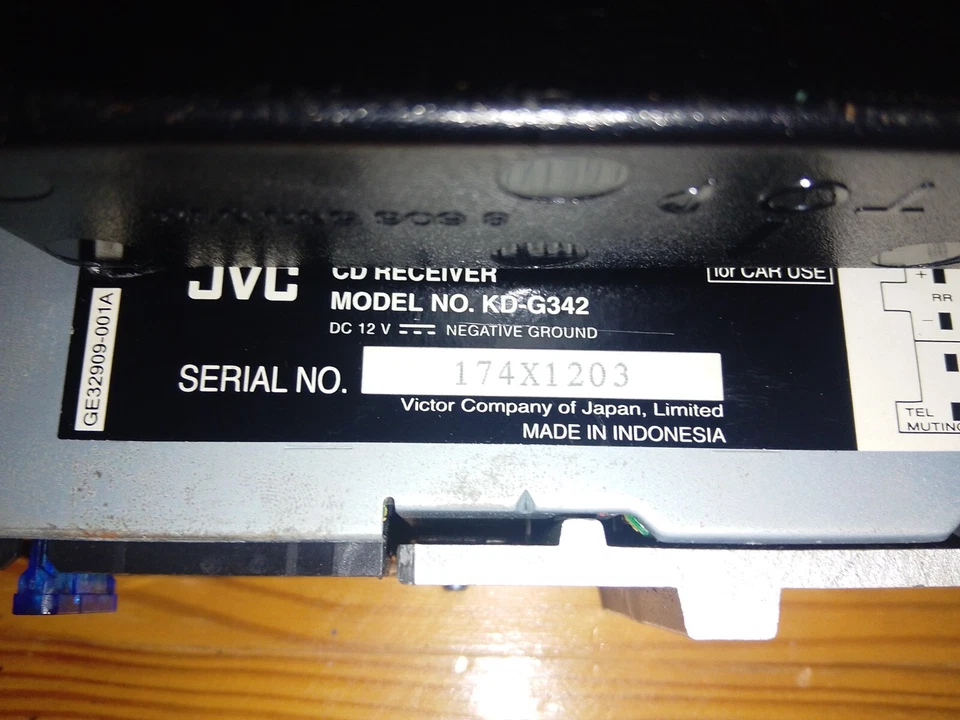 JVC
CD RECEIVER
for CAR USE
MODEL NO. KD-G342
DC 12 V NEGATIVE GROUND
SERIAL NO. 174X1203
Victor Company of Japan, Limited
MADE IN INDONESIA
GE32909-001A
+
RR
−
TEL
MUTING